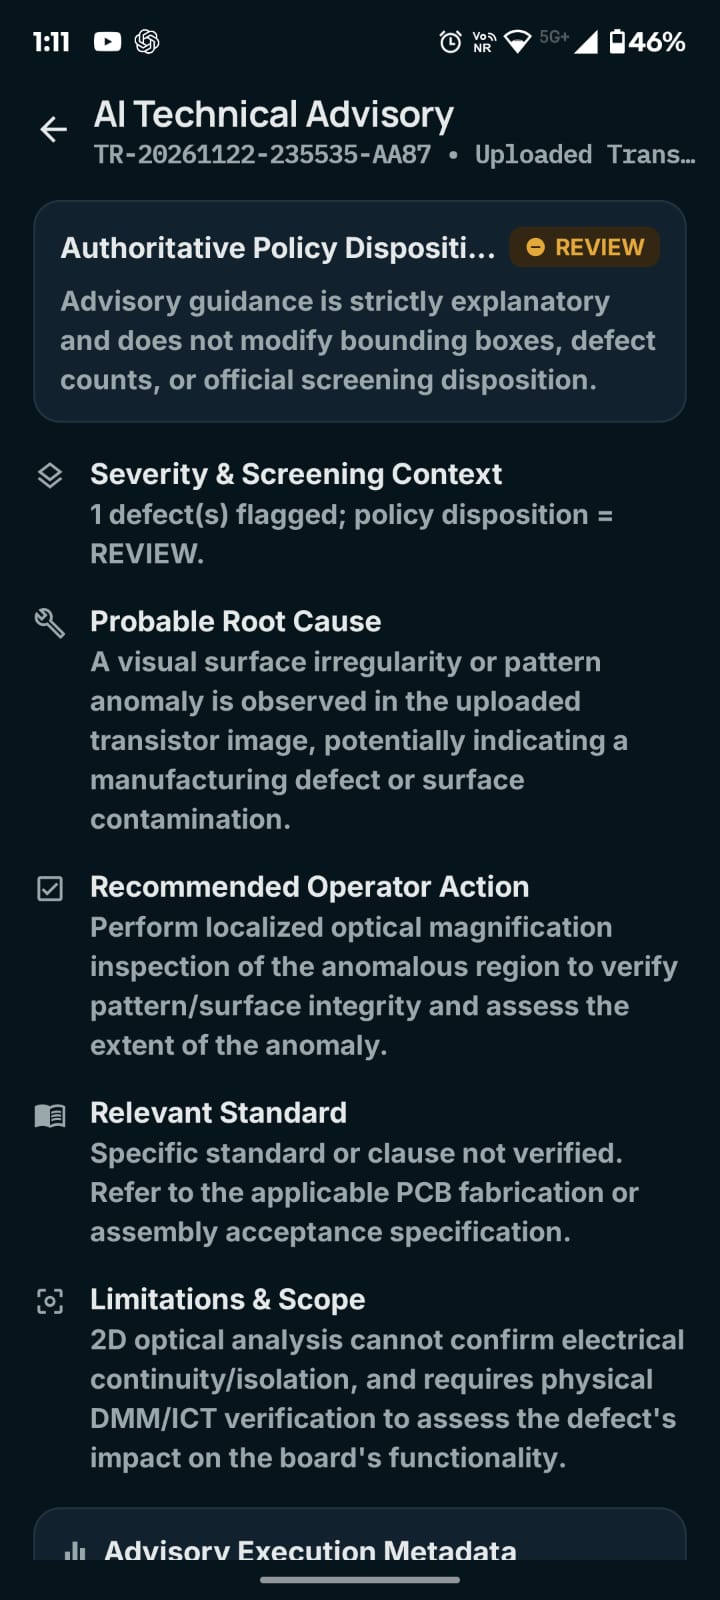 1:11
Vo
NR
5G+
46%
AI Technical Advisory
TR-20261122-235535-AA87 • Uploaded Trans…
Authoritative Policy Dispositi...
REVIEW
Advisory guidance is strictly explanatory
and does not modify bounding boxes, defect
counts, or official screening disposition.
Severity & Screening Context
1 defect(s) flagged; policy disposition =
REVIEW.
Probable Root Cause
A visual surface irregularity or pattern
anomaly is observed in the uploaded
transistor image, potentially indicating a
manufacturing defect or surface
contamination.
Recommended Operator Action
Perform localized optical magnification
inspection of the anomalous region to verify
pattern/surface integrity and assess the
extent of the anomaly.
Relevant Standard
Specific standard or clause not verified.
Refer to the applicable PCB fabrication or
assembly acceptance specification.
Limitations & Scope
2D optical analysis cannot confirm electrical
continuity/isolation, and requires physical
DMM/ICT verification to assess the defect's
impact on the board's functionality.
Advisory Execution Metadata